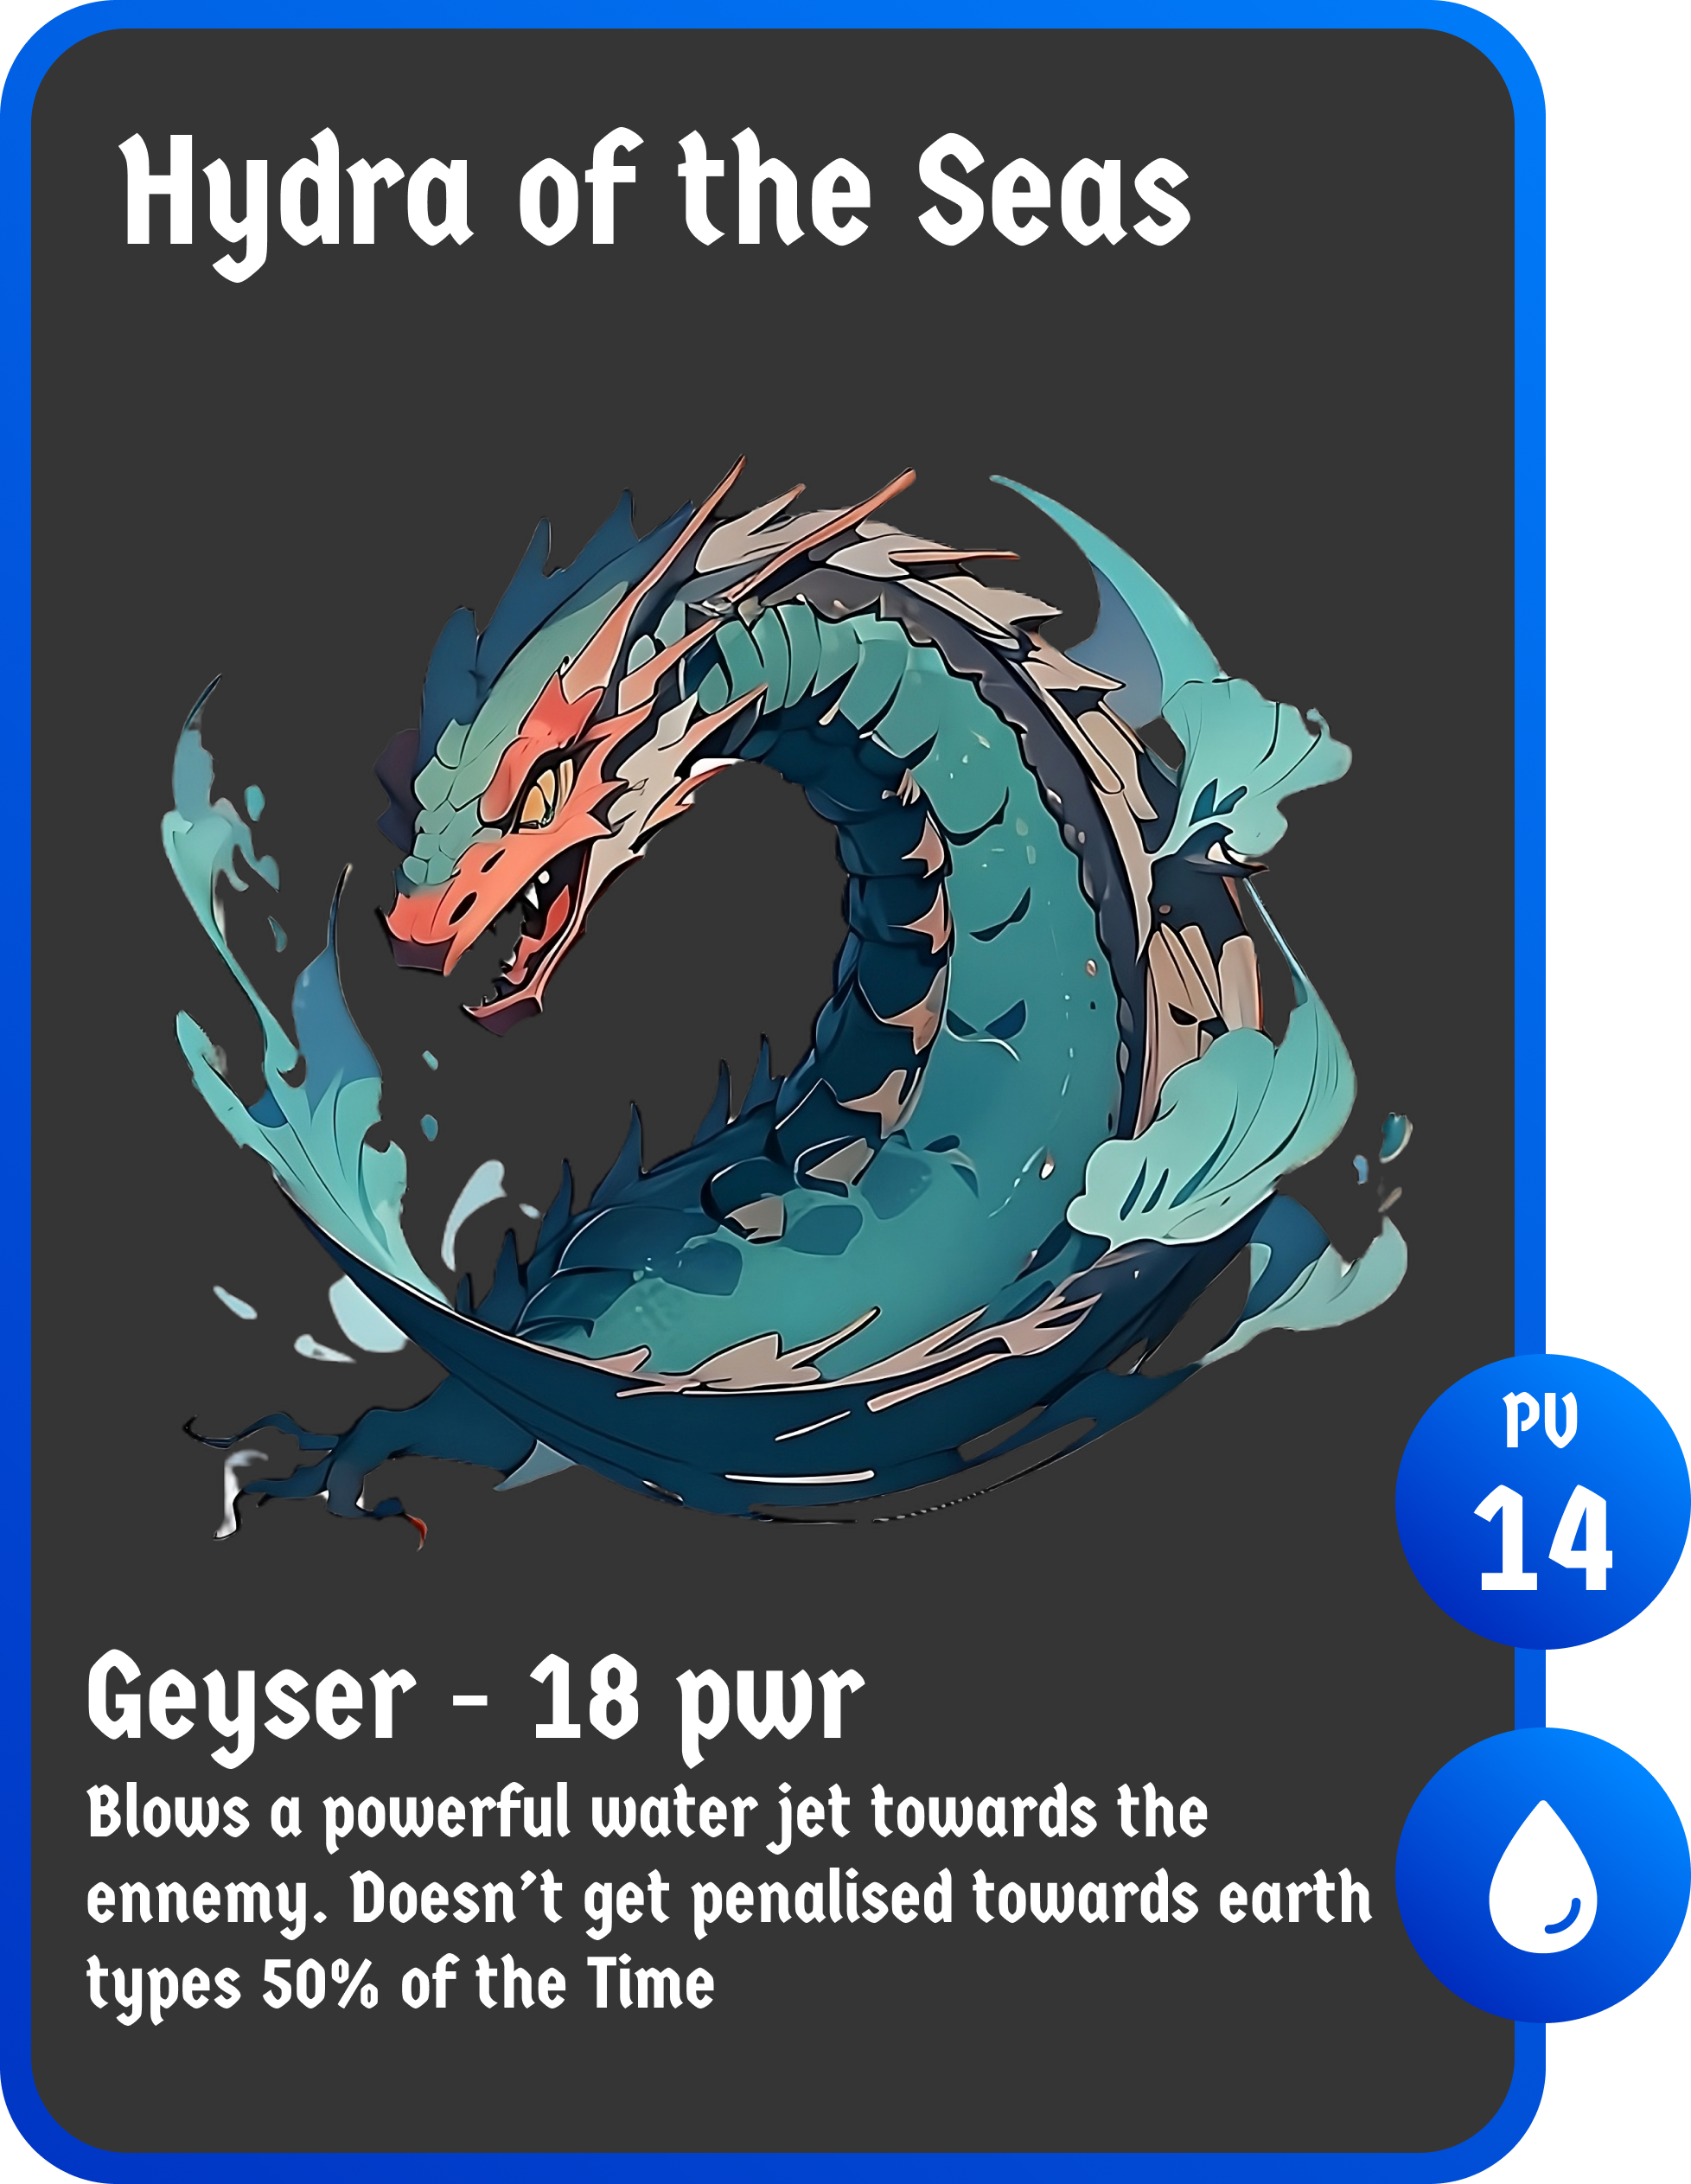 Hydra of the Seas
PV
14
Geyser - 18 pwr
Blows a powerful water jet towards the
ennemy. Doesn't get penalised towards earth
types 50% of the Time